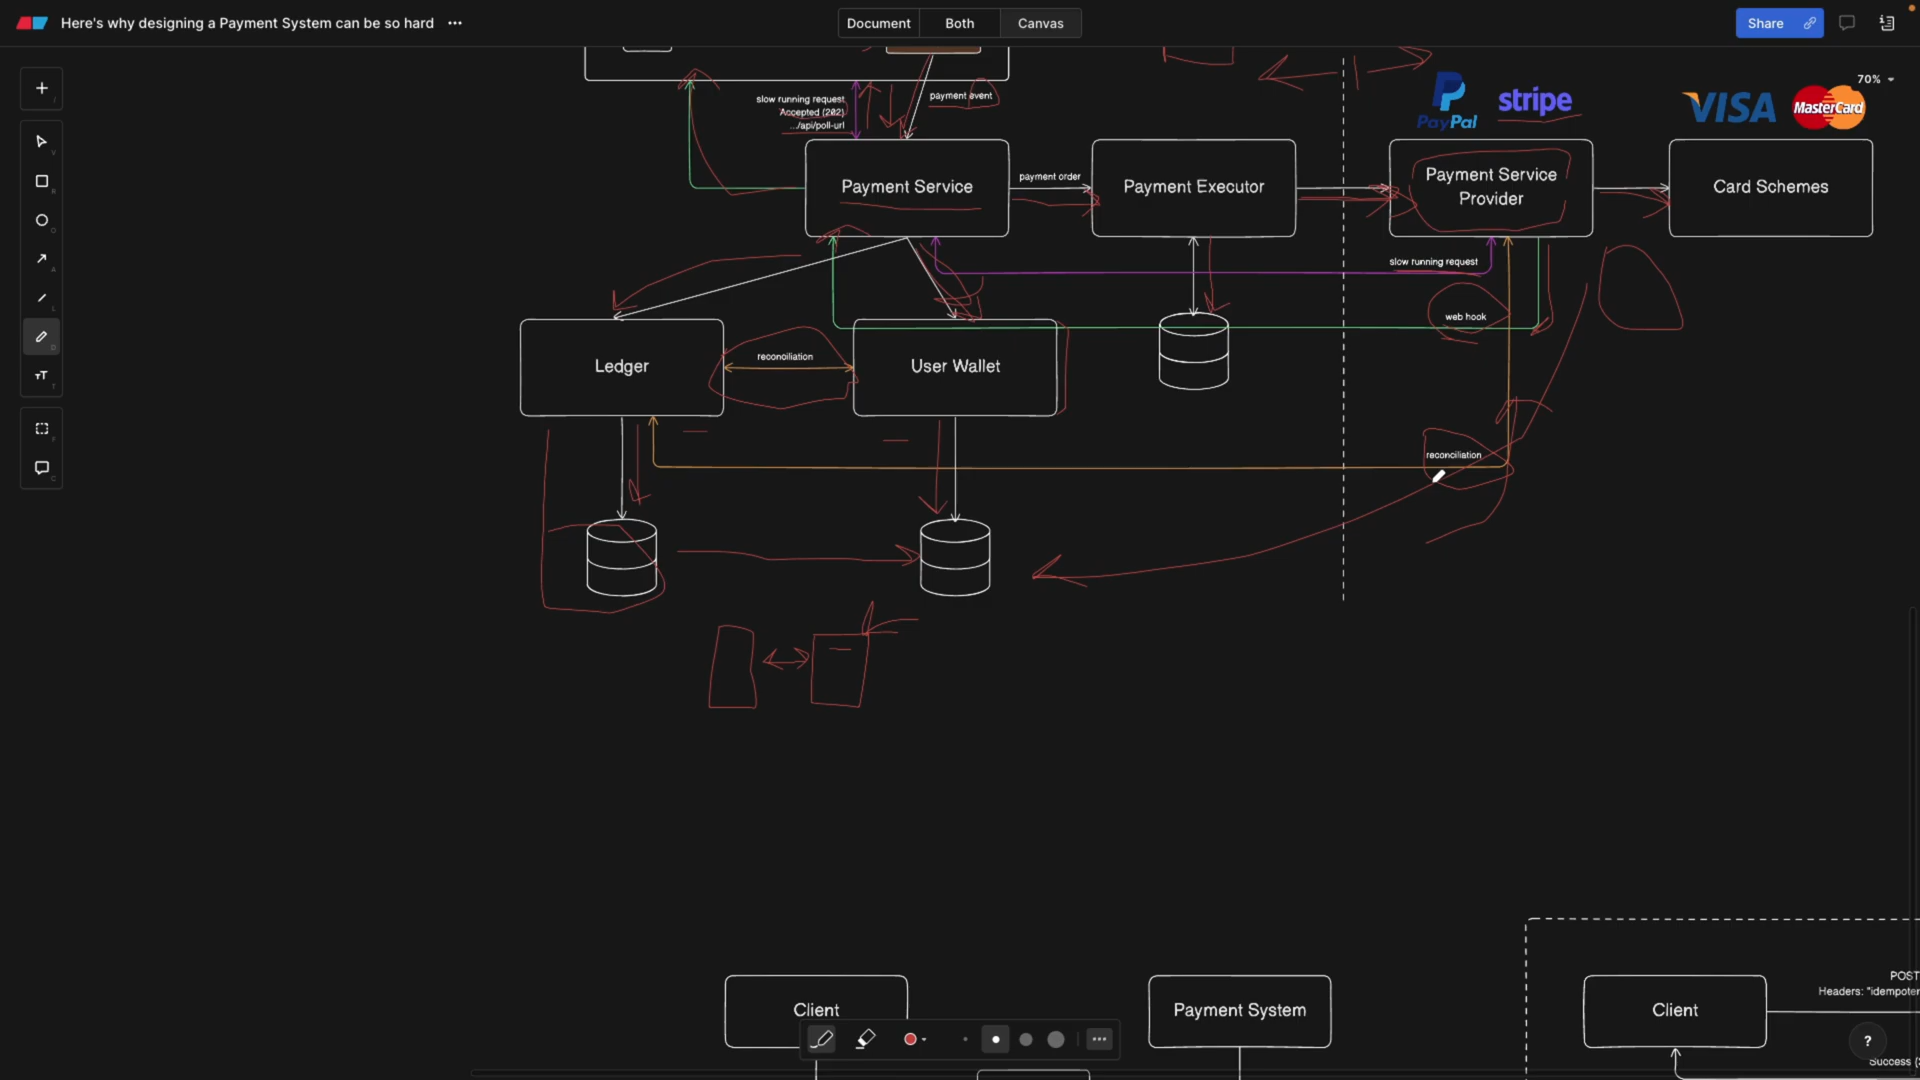 Here's why designing a Payment System can be so hard
Document
Both
Canvas
Share
70%
slow running request
Accepted (202)
.../api/poll-url
payment event
PayPal
stripe
VISA
MasterCard
Payment Service
payment order
Payment Executor
Payment Service
Provider
Card Schemes
slow running request
web hook
Ledger
reconciliation
User Wallet
reconciliation
Client
Payment System
Client
POST
Headers: "idempoten
Success (
?